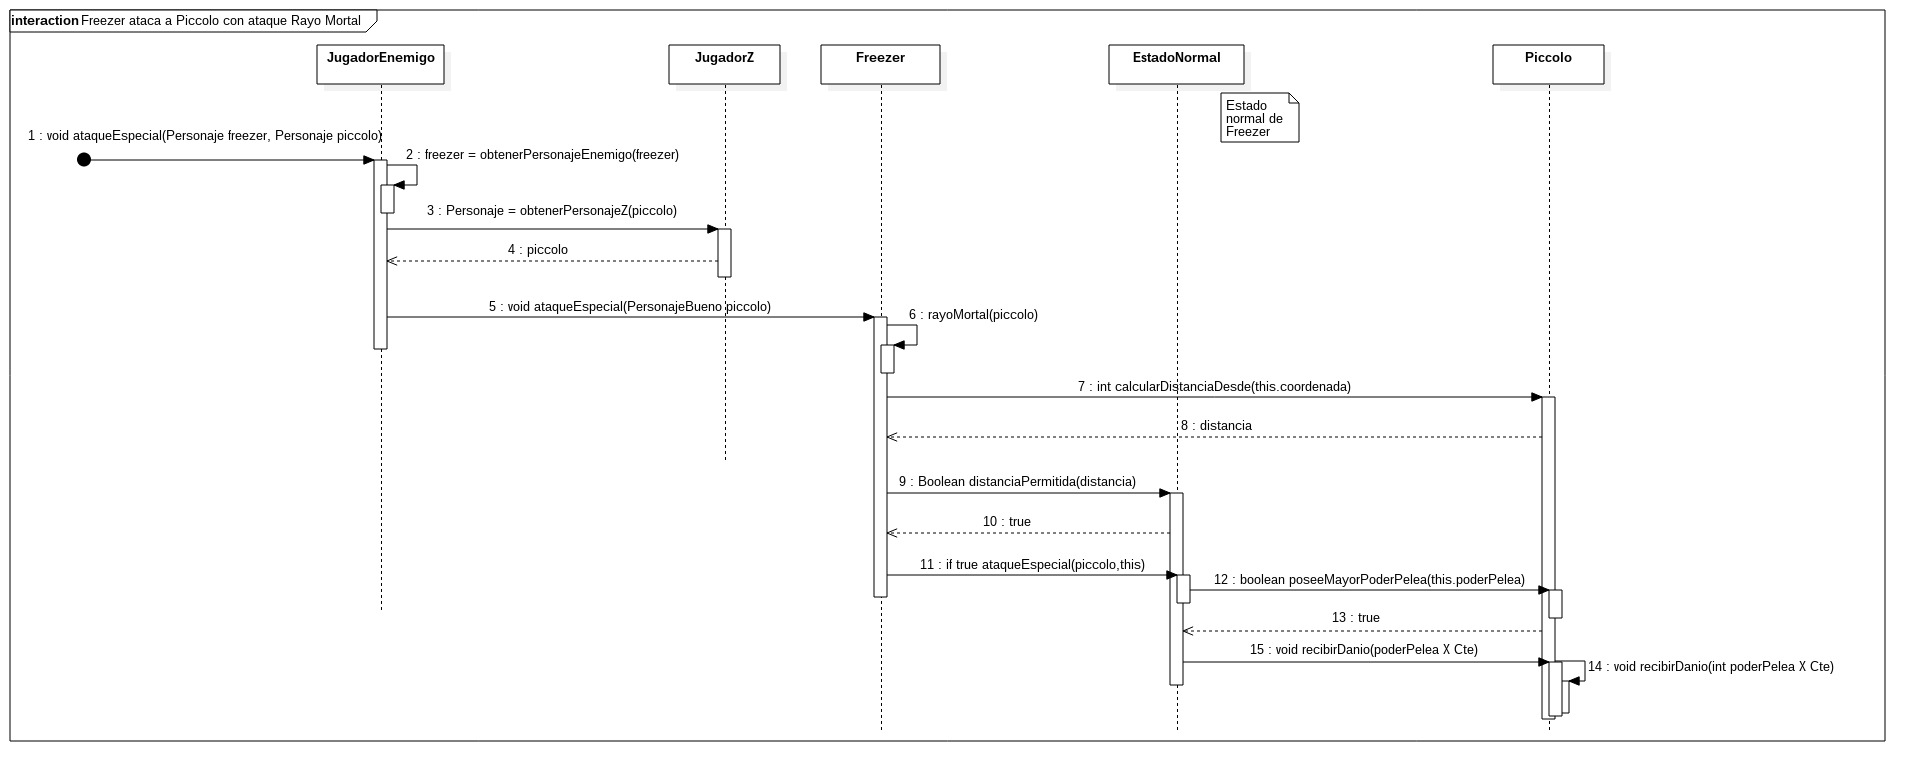 interaction Freezer ataca a Piccolo con ataque Rayo Mortal
JugadorEnemigo
JugadorZ
Freezer
EstadoNormal
Piccolo
Estado
normal de
Freezer
1 : void ataqueEspecial(Personaje freezer, Personaje piccolo)
2 : freezer = obtenerPersonajeEnemigo(freezer)
3 : Personaje = obtenerPersonajeZ(piccolo)
4 : piccolo
5 : void ataqueEspecial(PersonajeBueno piccolo)
6 : rayoMortal(piccolo)
7 : int calcularDistanciaDesde(this.coordenada)
8 : distancia
9 : Boolean distanciaPermitida(distancia)
10 : true
11 : if true ataqueEspecial(piccolo,this)
12 : boolean poseeMayorPoderPelea(this.poderPelea)
13 : true
15 : void recibirDanio(poderPelea X Cte)
14 : void recibirDanio(int poderPelea X Cte)